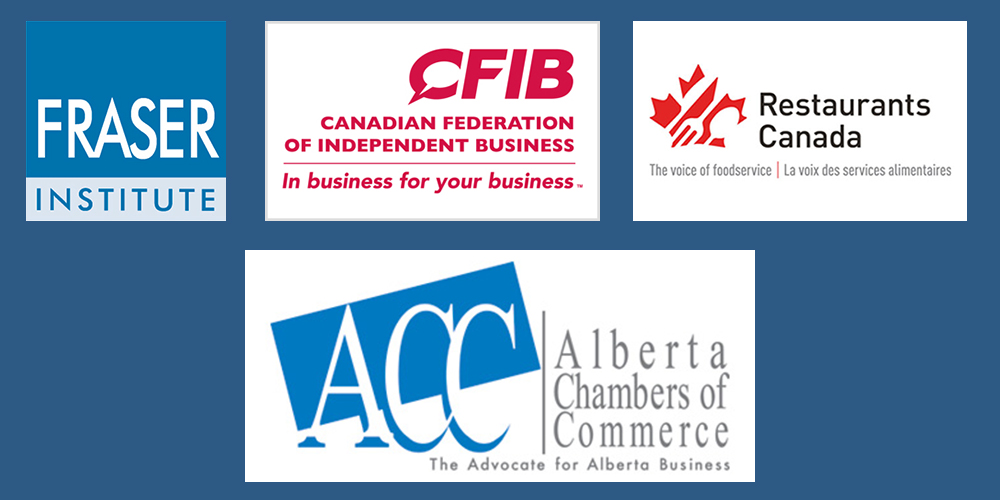 FRASER
INSTITUTE
CFIB
CANADIAN FEDERATION
OF INDEPENDENT BUSINESS
In business for your business™
Restaurants
Canada
The voice of foodservice | La voix des services alimentaires
ACC
Alberta
Chambers of
Commerce
The Advocate for Alberta Business